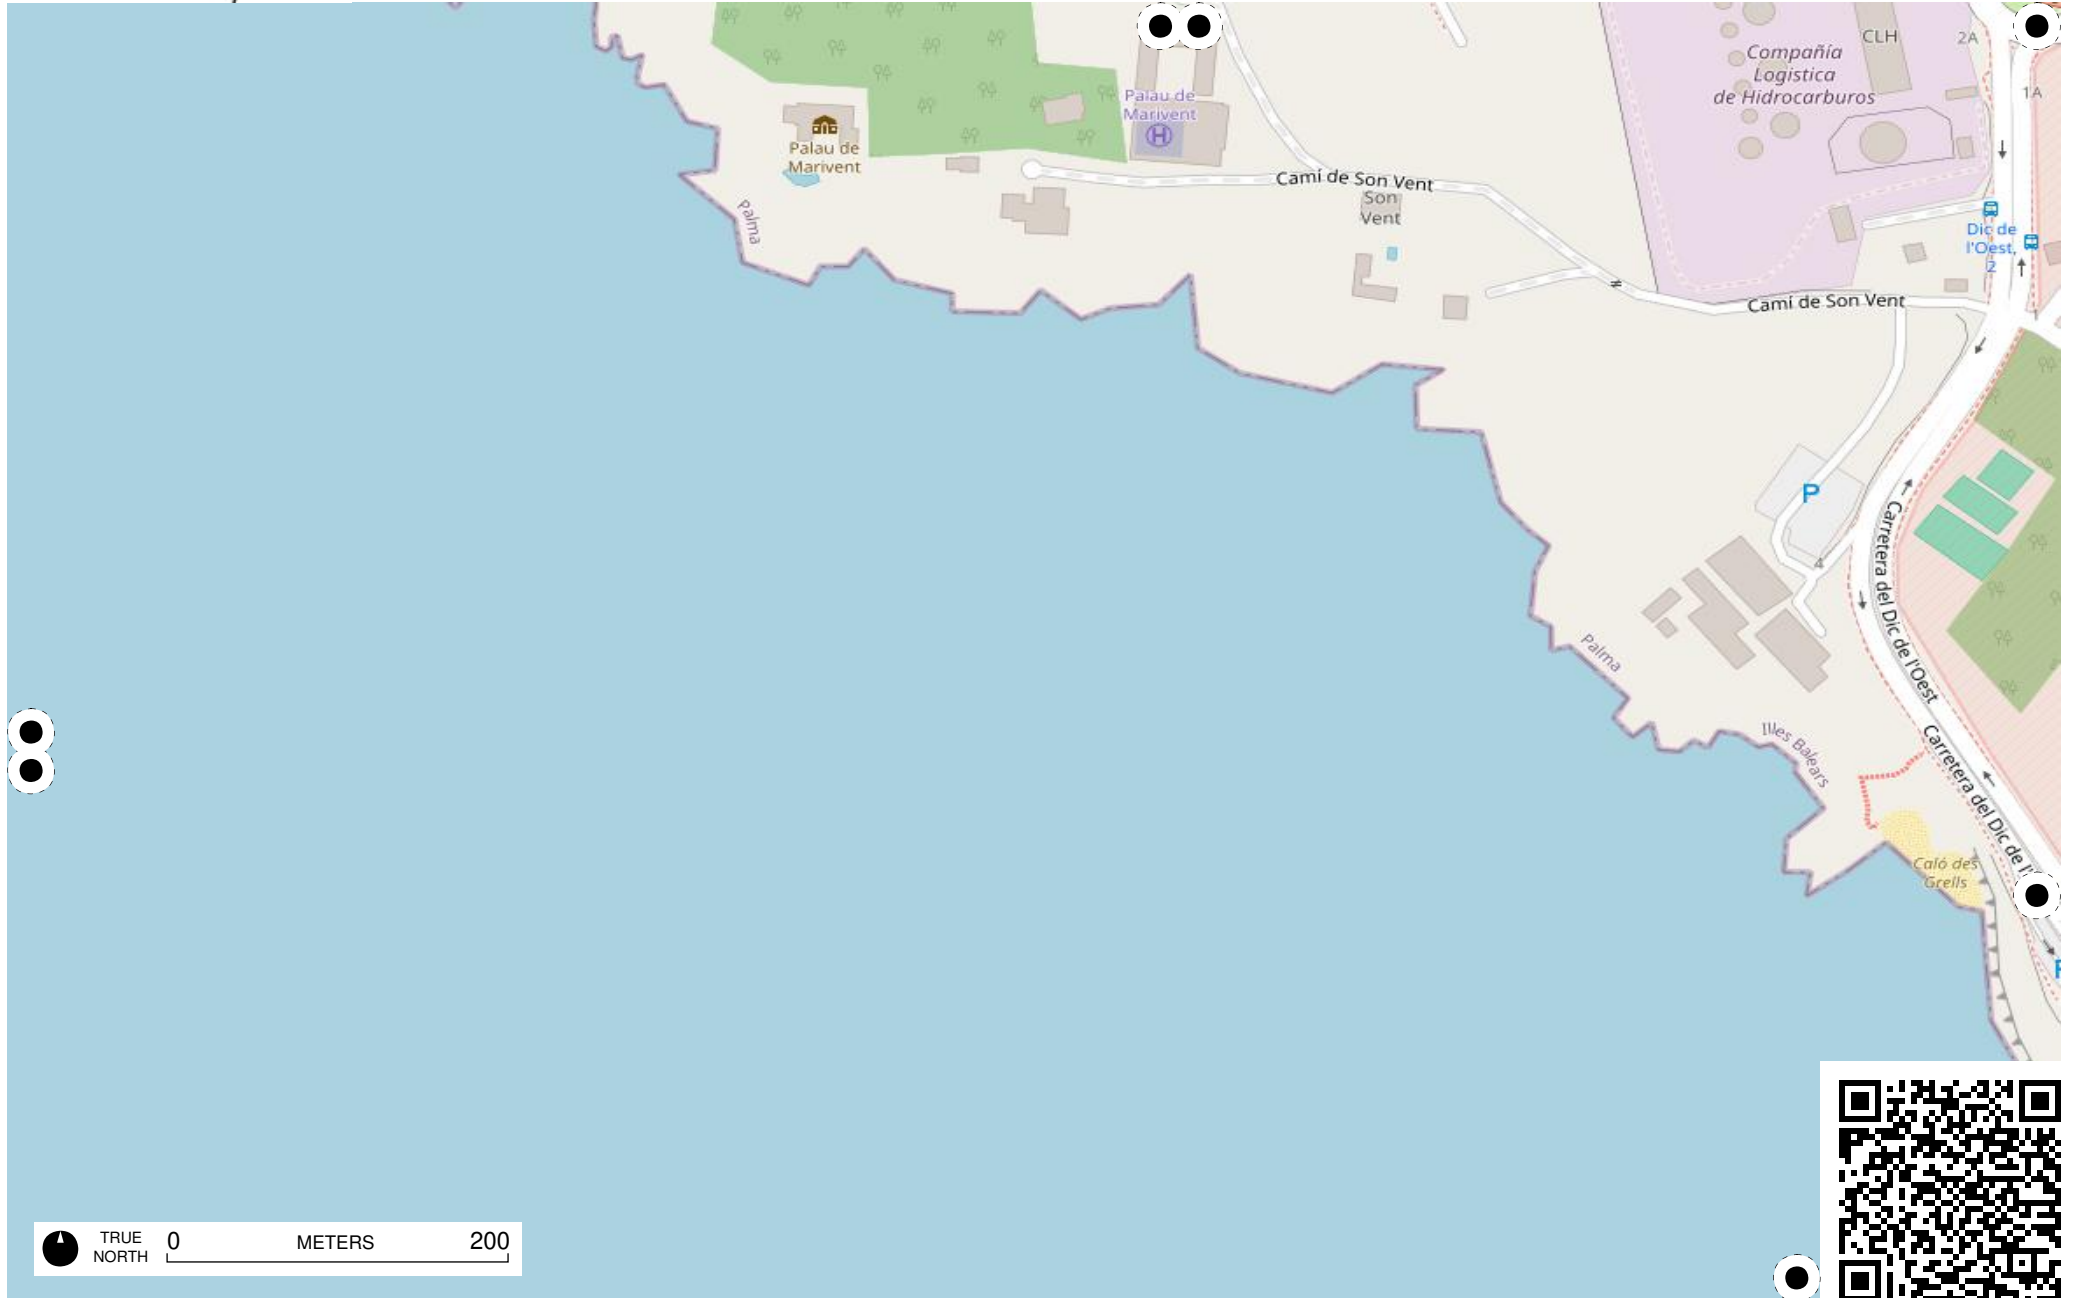 CLH
2A
Compañía
Logistica
de Hidrocarburos
1A
Palau de
Marivent
H
Palau de
Marivent
Camí de Son Vent
Son
Vent
Palma
Dic de
l'Oest,
2
Camí de Son Vent
P
Carretera del Dic de l'Oest
4
Palma
Illes Balears
Carretera del Dic de l'
Caló des
Grells
TRUE
NORTH
0 METERS 200